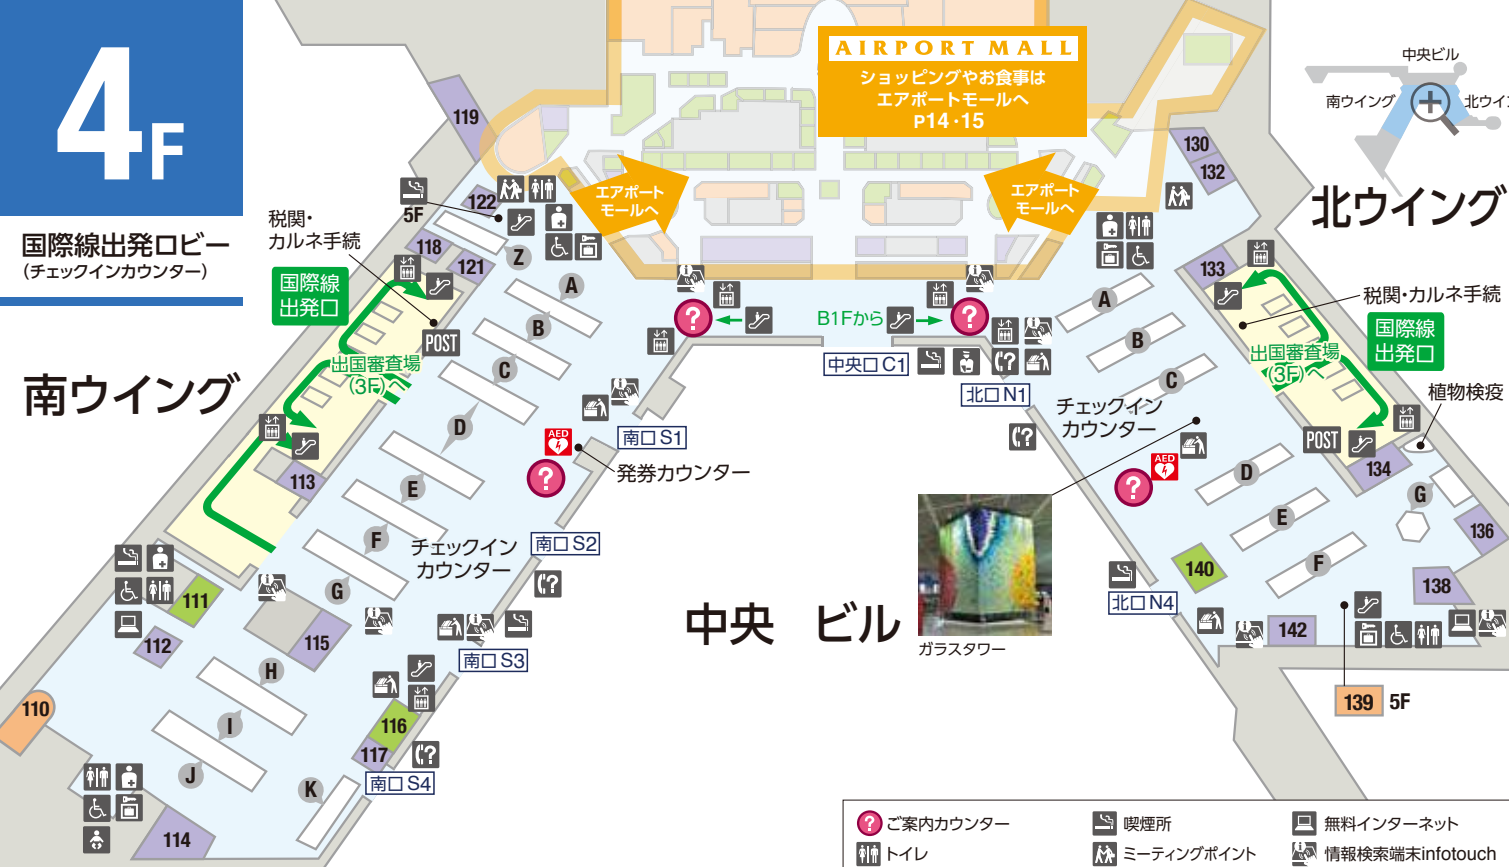 4F
国際線出発ロビー
(チェックインカウンター)
AIRPORT MALL
ショッピングやお食事は
エアポートモールへ
P14・15
エアポート
モールへ
エアポート
モールへ
中央ビル
南ウイング
北ウイン
北ウイング
南ウイング
中央 ビル
税関・
カルネ手続
国際線
出発口
出国審査場
(3F)へ
POST
5F
119
122
118
121
Z
A
B
C
D
E
F
G
H
I
J
K
113
111
112
115
110
116
117
114
チェックイン
カウンター
AED
発券カウンター
南口 S1
南口 S2
南口 S3
南口 S4
B1Fから
中央口 C1
北口 N1
北口 N4
130
132
133
税関・カルネ手続
国際線
出発口
出国審査場
(3F)へ
植物検疫
POST
134
136
138
140
142
139
5F
A
B
C
D
E
F
G
チェックイン
カウンター
AED
ガラスタワー
ご案内カウンター
喫煙所
無料インターネット
トイレ
ミーティングポイント
情報検索端末infotouch